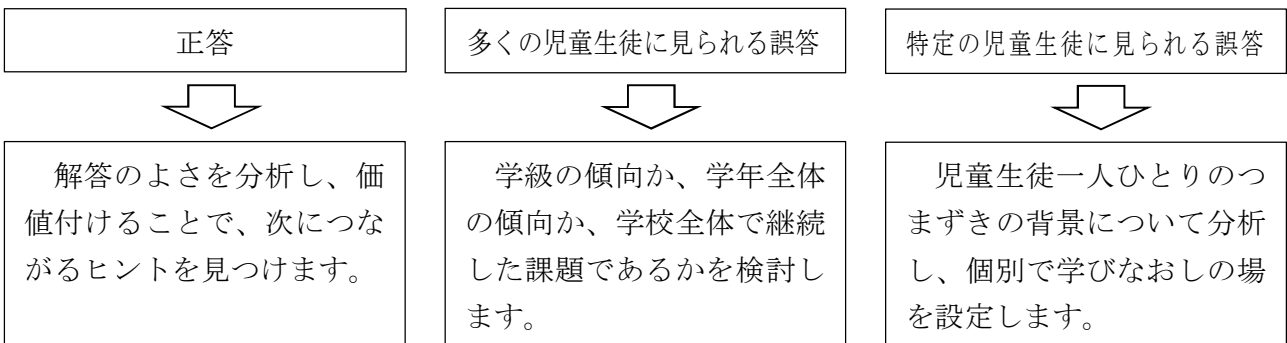 正答
解答のよさを分析し、価
値付けることで、次につな
がるヒントを見つけます。
多くの児童生徒に見られる誤答
学級の傾向か、学年全体
の傾向か、学校全体で継続
した課題であるかを検討し
ます。
特定の児童生徒に見られる誤答
児童生徒一人ひとりのつ
まずきの背景について分析
し、個別で学びなおしの場
を設定します。